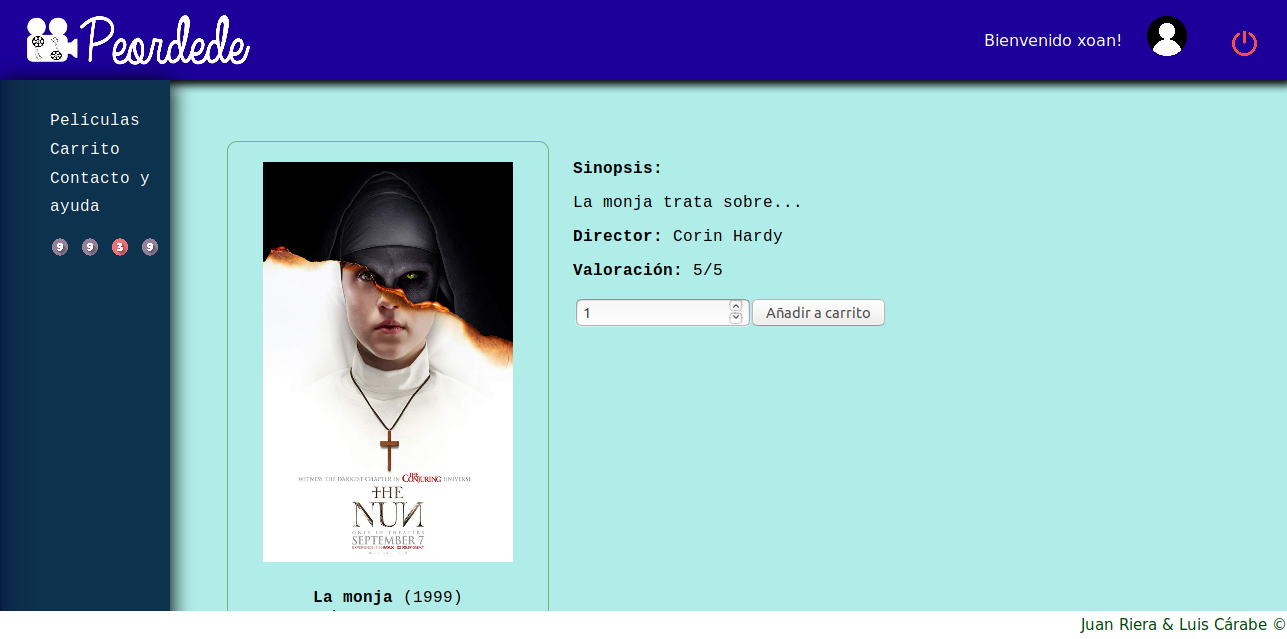 Peordede
Bienvenido xoan!
Películas
Carrito
Contacto y
ayuda
9 9 3 9
WITNESS THE DARKEST CHAPTER IN THE CONJURING UNIVERSE
THE
NUN
ONLY IN THEATERS
SEPTEMBER 7
La monja (1999)
Sinopsis:
La monja trata sobre...
Director: Corin Hardy
Valoración: 5/5
1 Añadir a carrito
Juan Riera & Luis Cárabe ©